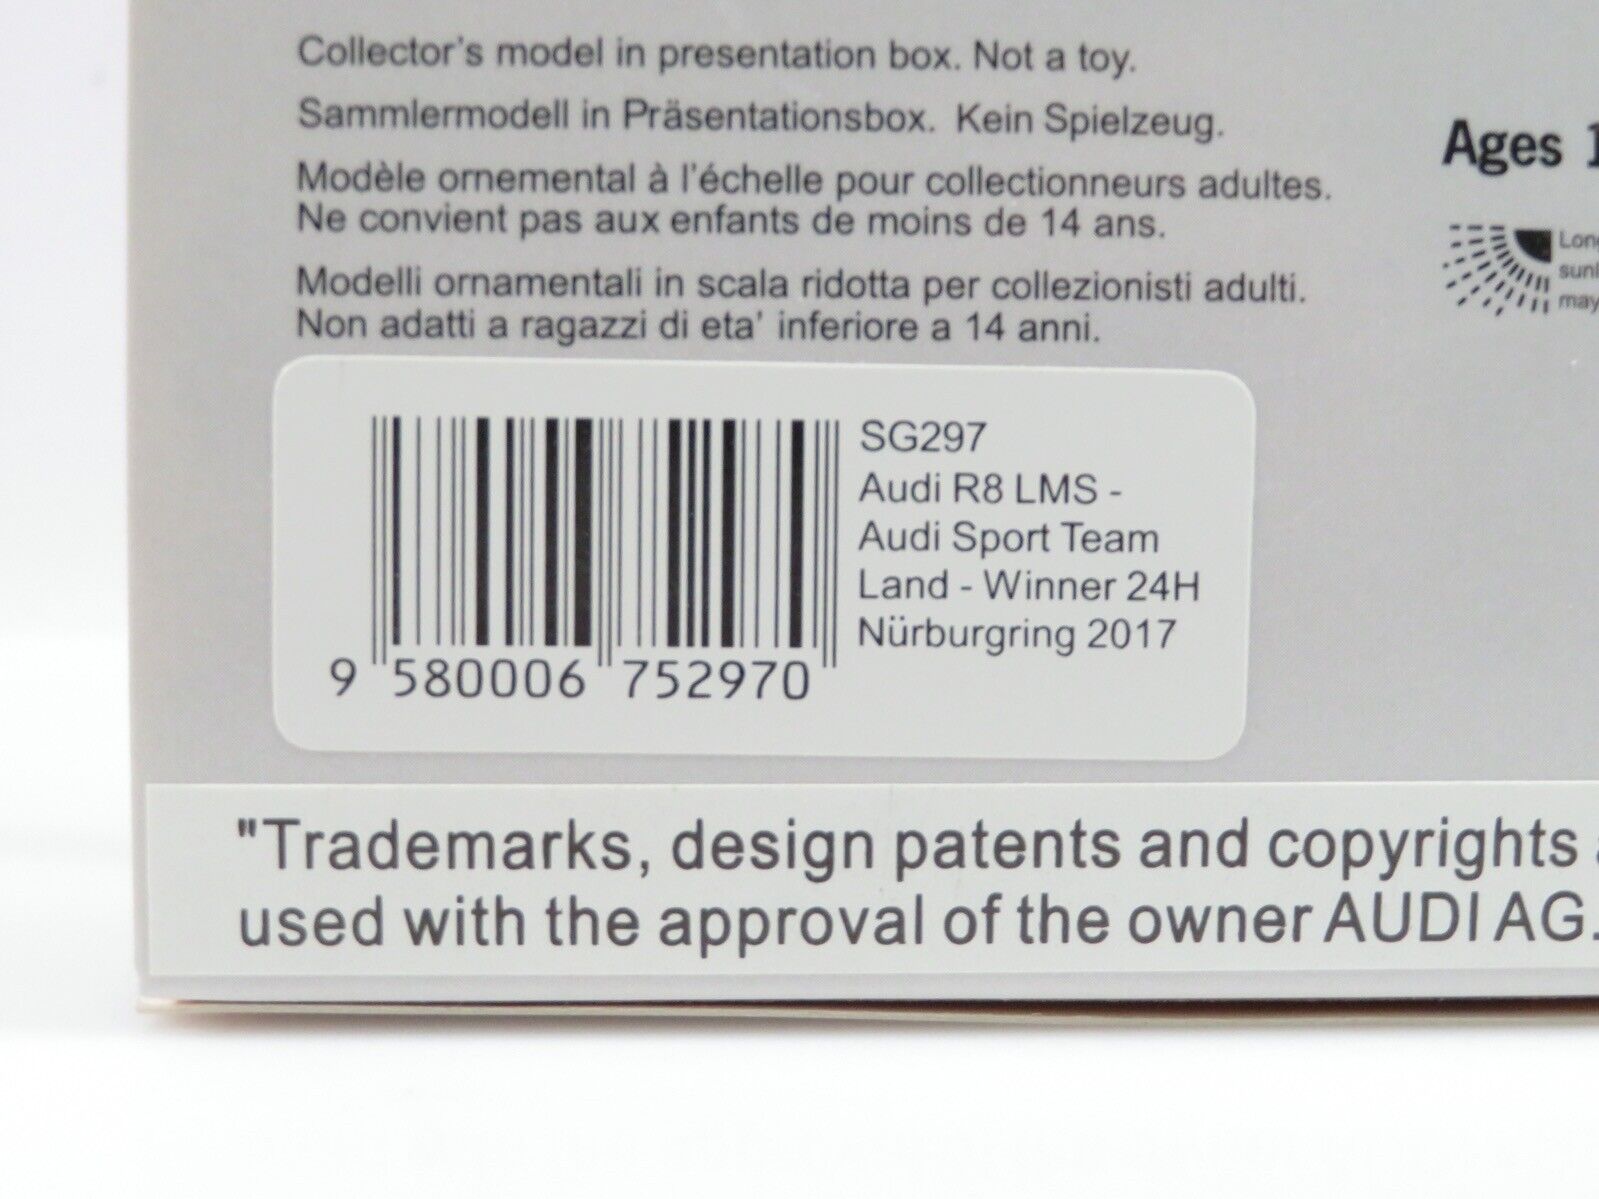 Collector's model in presentation box. Not a toy.
Sammlermodell in Präsentationsbox. Kein Spielzeug.
Modèle ornemental à l'échelle pour collectionneurs adultes.
Ne convient pas aux enfants de moins de 14 ans.
Modelli ornamentali in scala ridotta per collezionisti adulti.
Non adatti a ragazzi di eta' inferiore a 14 anni.
Ages
SG297
Audi R8 LMS -
Audi Sport Team
Land - Winner 24H
Nürburgring 2017
9 580006 752970
"Trademarks, design patents and copyrights
used with the approval of the owner AUDI AG.